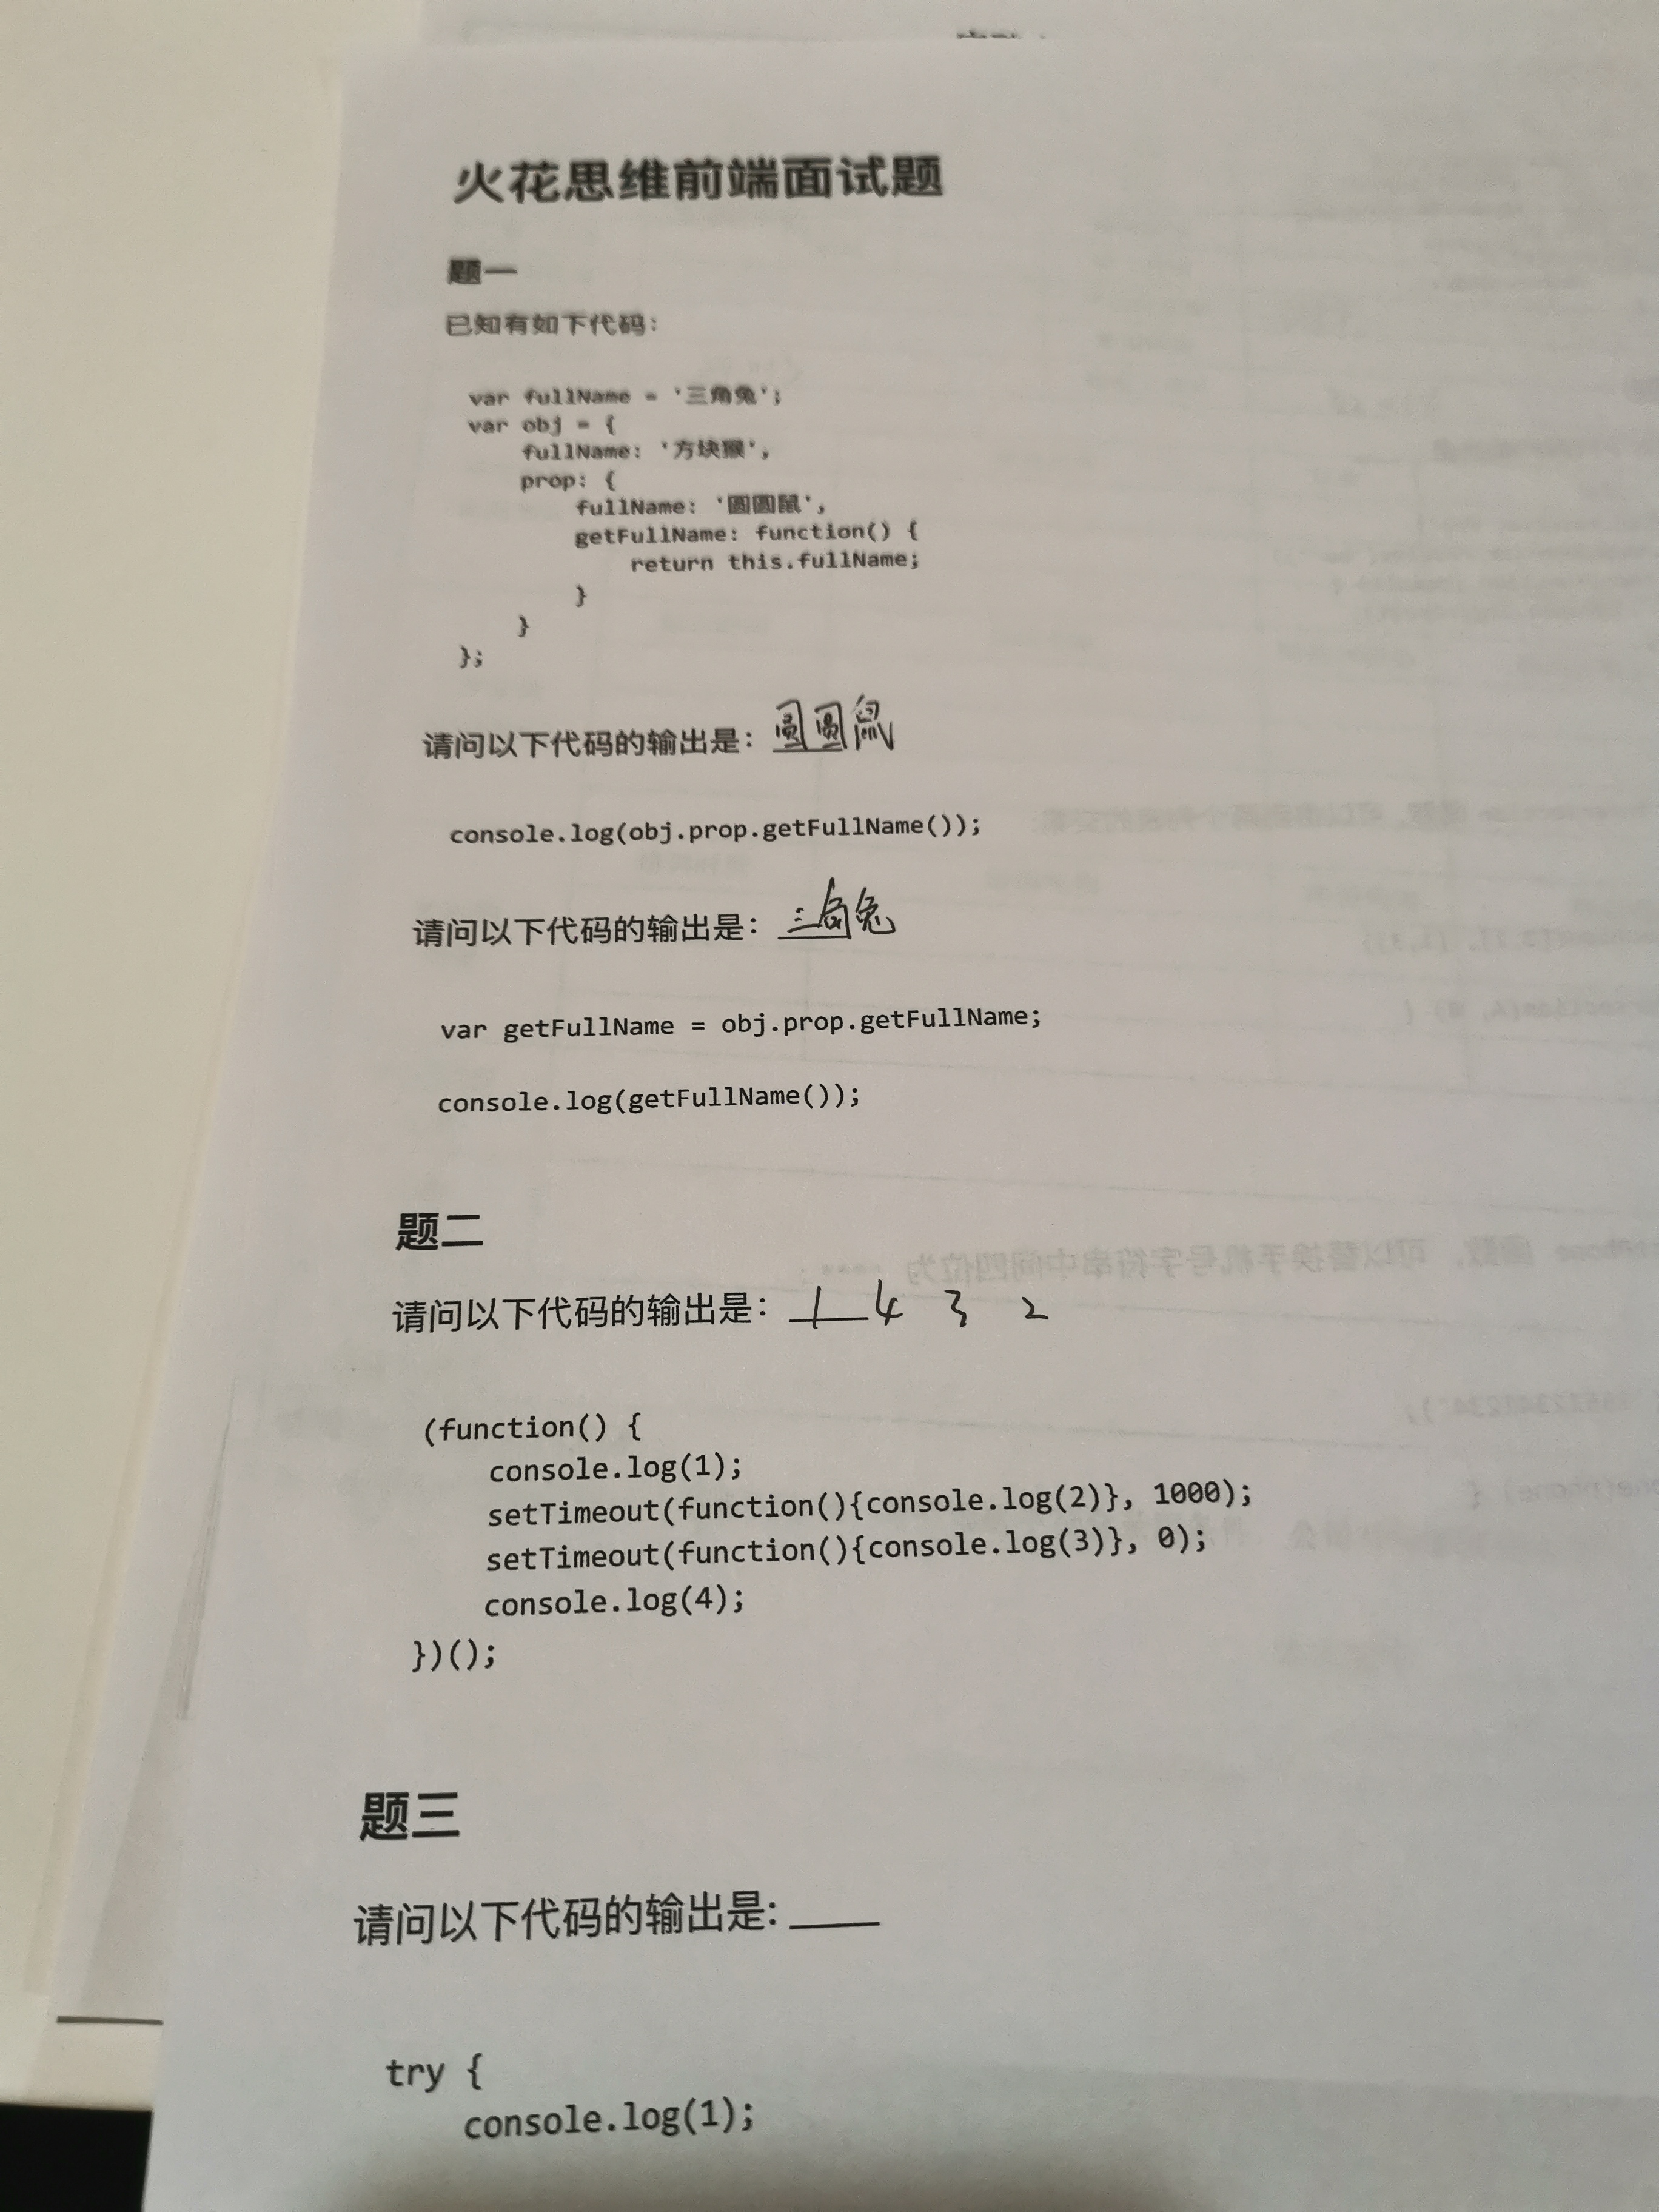 火花思维前端面试题
题一
已知有如下代码：
var fullName = '三角兔';
var obj = {
fullName: '方块猴',
prop: {
fullName: '圆圆鼠',
getFullName: function() {
return this.fullName;
}
}
};
请问以下代码的输出是：圆圆鼠
console.log(obj.prop.getFullName());
请问以下代码的输出是：三角兔
var getFullName = obj.prop.getFullName;
console.log(getFullName());
题二
请问以下代码的输出是：1 4 3 2
(function() {
console.log(1);
setTimeout(function(){console.log(2)}, 1000);
setTimeout(function(){console.log(3)}, 0);
console.log(4);
})();
题三
请问以下代码的输出是:____
try {
console.log(1);